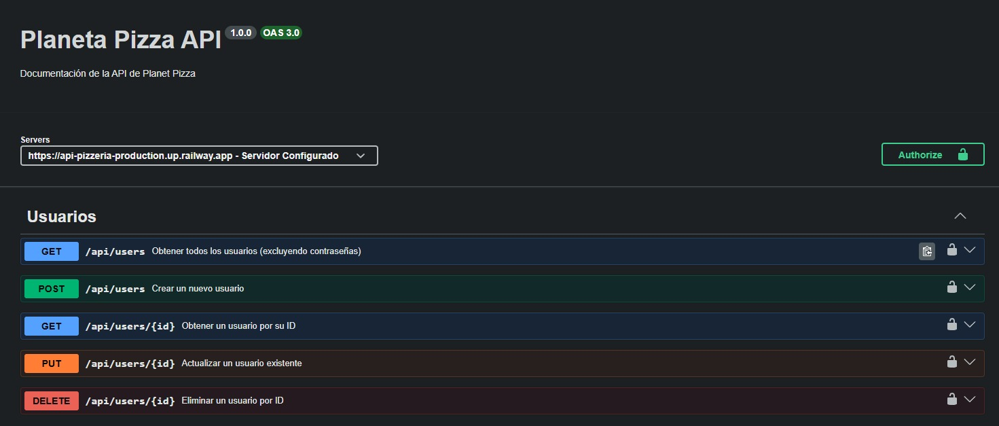 Planeta Pizza API 1.0.0 OAS 3.0
Documentación de la API de Planet Pizza
Servers
https://api-pizzeria-production.up.railway.app - Servidor Configurado
Authorize
Usuarios
GET /api/users Obtener todos los usuarios (excluyendo contraseñas)
POST /api/users Crear un nuevo usuario
GET /api/users/{id} Obtener un usuario por su ID
PUT /api/users/{id} Actualizar un usuario existente
DELETE /api/users/{id} Eliminar un usuario por ID